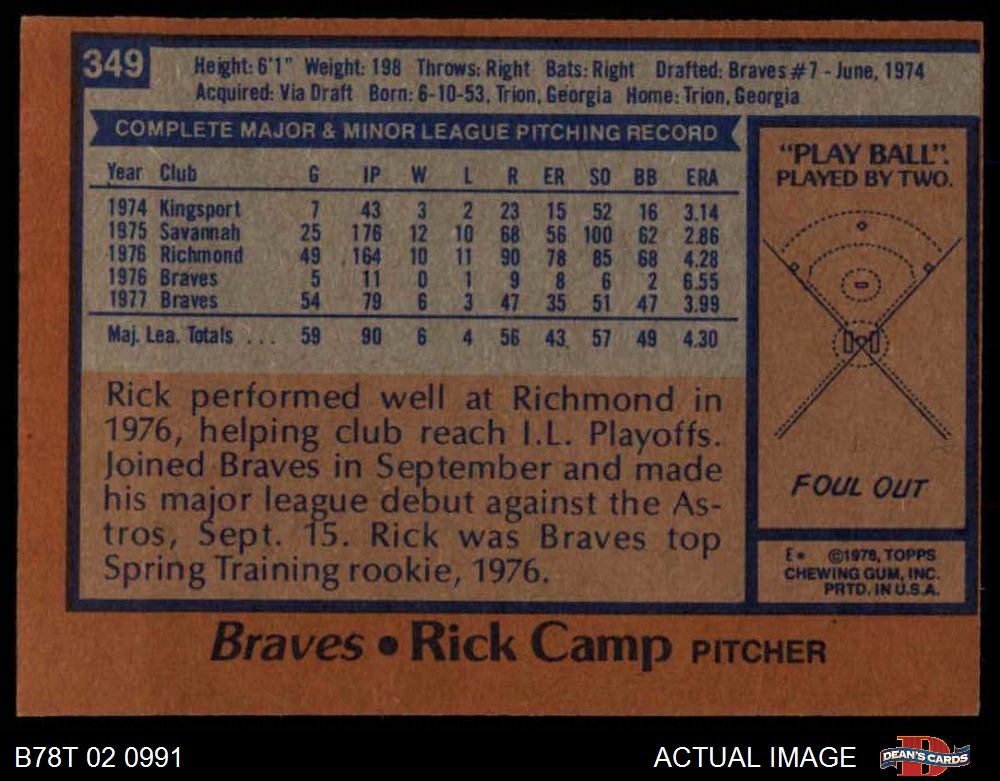 349
Height: 6'1" Weight: 198 Throws: Right Bats: Right Drafted: Braves #7 - June, 1974
Acquired: Via Draft Born: 6-10-53, Trion, Georgia Home: Trion, Georgia
COMPLETE MAJOR & MINOR LEAGUE PITCHING RECORD
Year Club G IP W L R ER SO BB ERA
1974 Kingsport 7 43 3 2 23 15 52 16 3.14
1975 Savannah 25 176 12 10 68 56 100 62 2.86
1976 Richmond 49 164 10 11 90 78 85 68 4.28
1976 Braves 5 11 0 1 9 8 6 2 6.55
1977 Braves 54 79 6 3 47 35 51 47 3.99
Maj. Lea. Totals ... 59 90 6 4 56 43 57 49 4.30
Rick performed well at Richmond in
1976, helping club reach I.L. Playoffs.
Joined Braves in September and made
his major league debut against the As-
tros, Sept. 15. Rick was Braves top
Spring Training rookie, 1976.
"PLAY BALL".
PLAYED BY TWO.
FOUL OUT
E* ©1978, TOPPS
CHEWING GUM, INC.
PRTD. IN U.S.A.
Braves • Rick Camp PITCHER
B78T 02 0991
ACTUAL IMAGE
DEAN'S CARDS